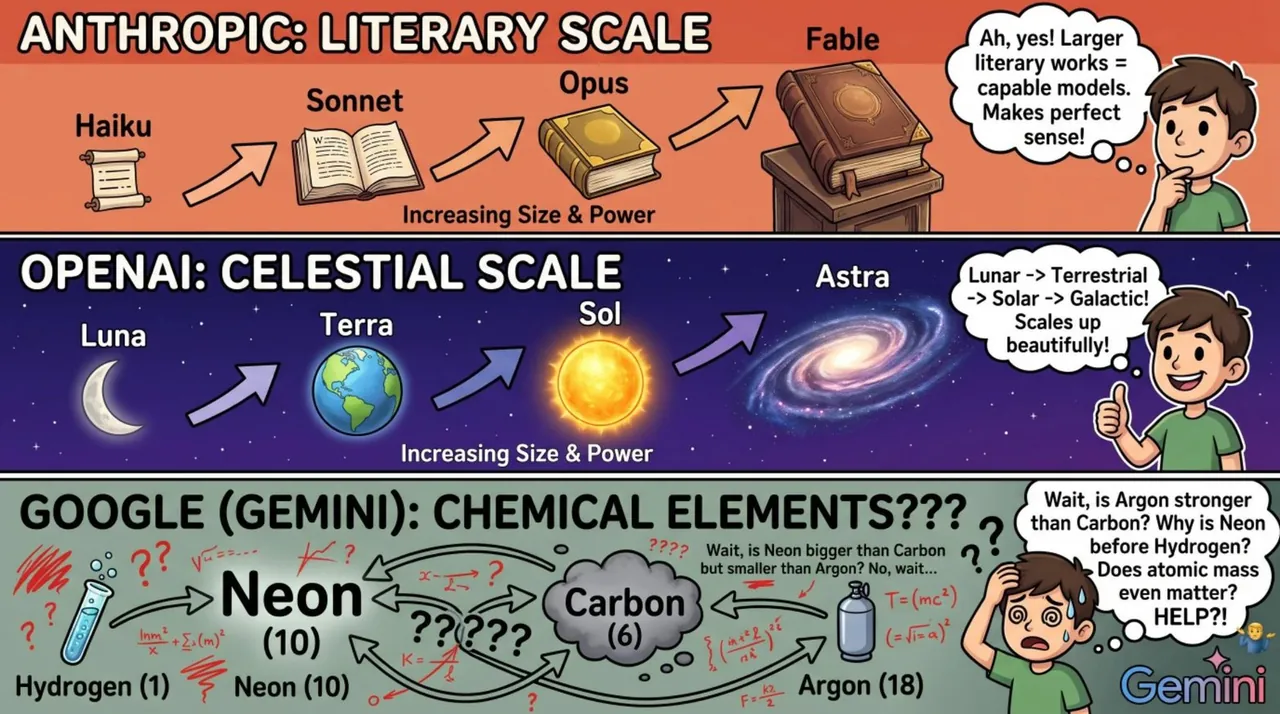 ANTHROPIC: LITERARY SCALE
Haiku
Sonnet
Opus
Fable
Increasing Size & Power
Ah, yes! Larger
literary works =
capable models.
Makes perfect
sense!
OPENAI: CELESTIAL SCALE
Luna
Terra
Sol
Astra
Increasing Size & Power
Lunar -> Terrestrial
-> Solar -> Galactic!
Scales up
beautifully!
GOOGLE (GEMINI): CHEMICAL ELEMENTS???
Hydrogen (1)
Neon
(10)
Neon (10)
?????
Carbon
(6)
????
Wait, is Neon bigger than Carbon
but smaller than Argon? No, wait...
T=(mc²)
Argon (18)
Wait, is Argon stronger
than Carbon? Why is Neon
before Hydrogen?
Does atomic mass
even matter?
HELP?!
Gemini